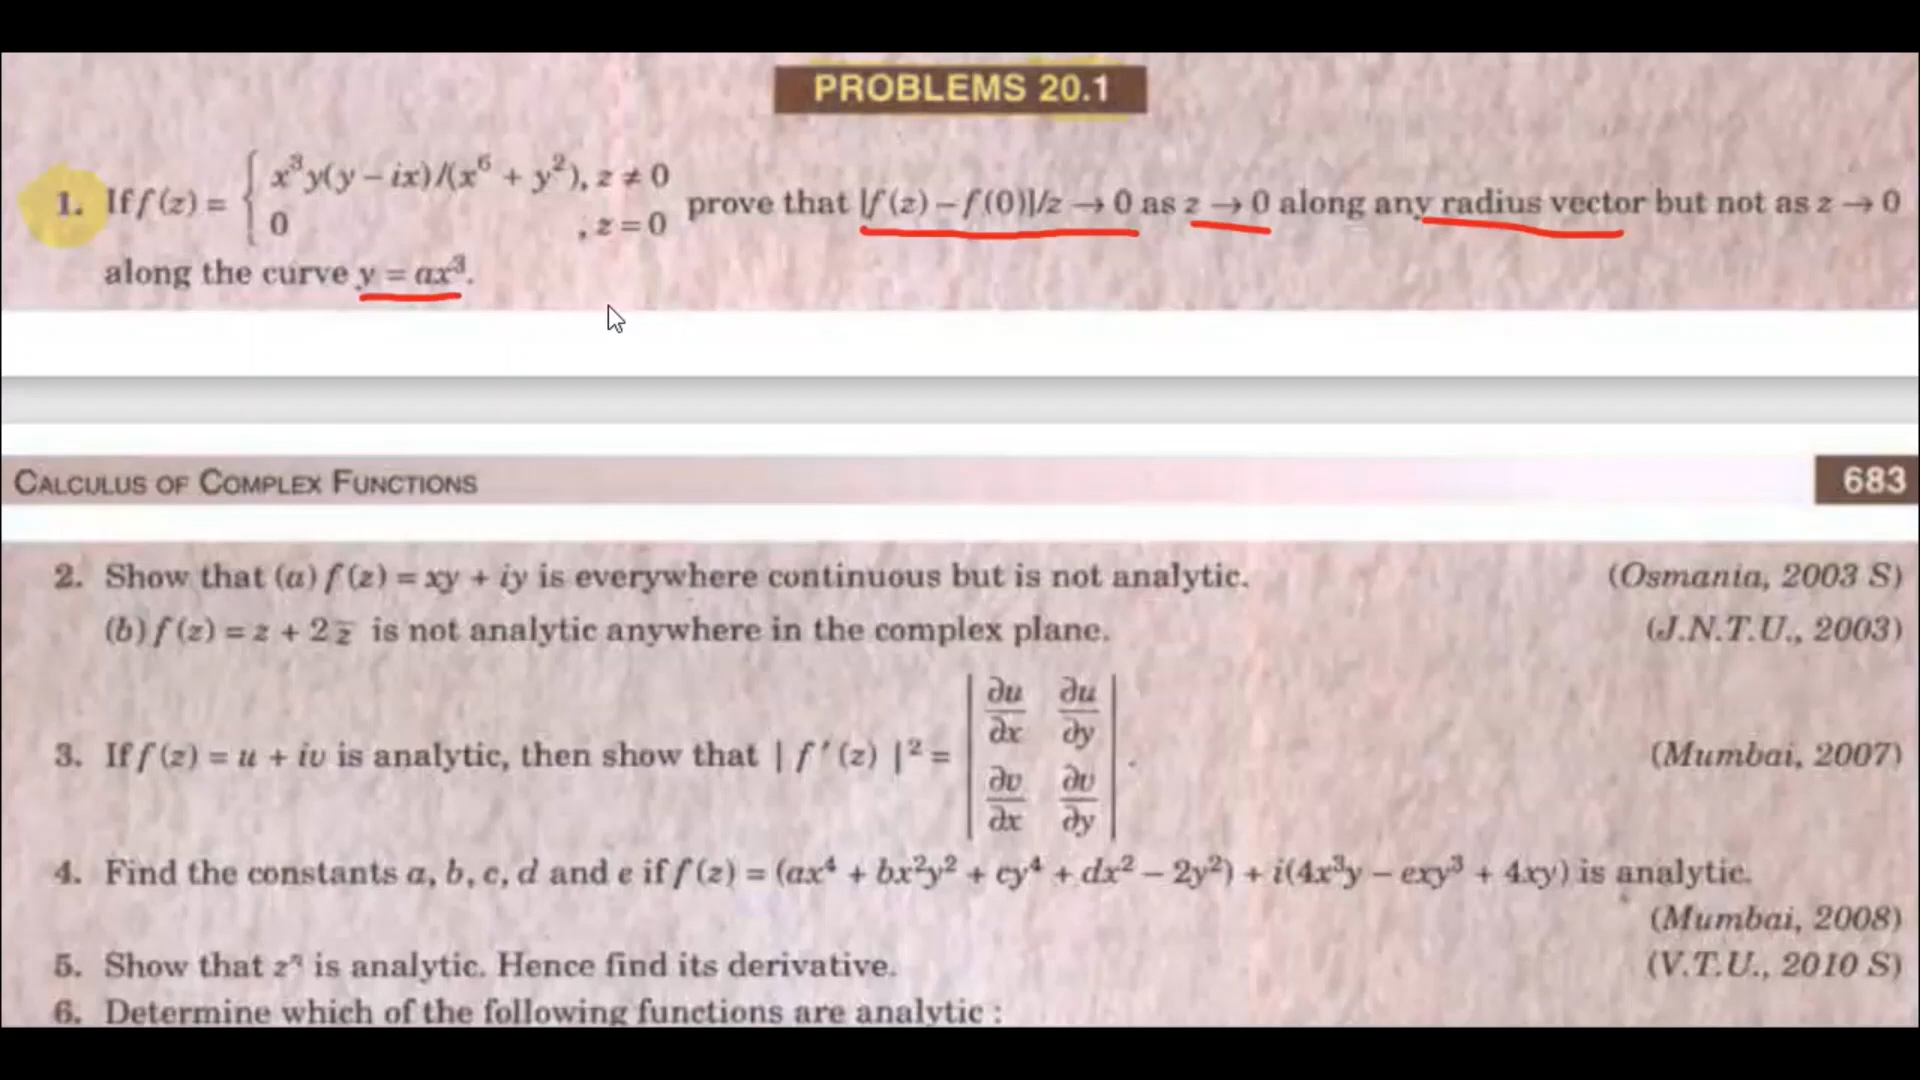 PROBLEMS 20.1
1. If f(z) = { x³y(y – ix)/(x⁶ + y²), z ≠ 0
0 , z = 0 prove that [f(z) – f(0)]/z → 0 as z → 0 along any radius vector but not as z → 0
along the curve y = ax³.
CALCULUS OF COMPLEX FUNCTIONS 683
2. Show that (a) f(z) = xy + iy is everywhere continuous but is not analytic. (Osmania, 2003 S)
(b) f(z) = z + 2z̄ is not analytic anywhere in the complex plane. (J.N.T.U., 2003)
3. If f(z) = u + iv is analytic, then show that | f′(z) |² = | ∂u/∂x ∂u/∂y |
| ∂v/∂x ∂v/∂y | . (Mumbai, 2007)
4. Find the constants a, b, c, d and e if f(z) = (ax⁴ + bx²y² + cy⁴ + dx² – 2y²) + i(4x³y – exy³ + 4xy) is analytic.
(Mumbai, 2008)
5. Show that zⁿ is analytic. Hence find its derivative. (V.T.U., 2010 S)
6. Determine which of the following functions are analytic :